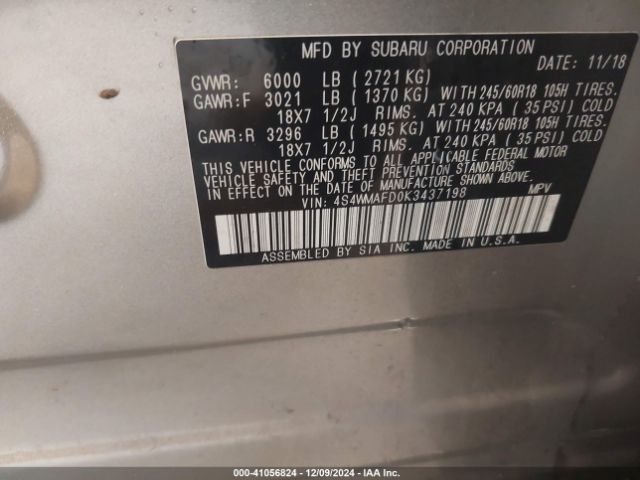 MFD BY SUBARU CORPORATION
DATE: 11/18
GVWR: 6000 LB ( 2721 KG)
GAWR:F 3021 LB ( 1370 KG) WITH 245/60R18 105H TIRES.
18X7 1/2J RIMS. AT 240 KPA ( 35 PSI) COLD
GAWR:R 3296 LB ( 1495 KG) WITH 245/60R18 105H TIRES.
18X7 1/2J RIMS. AT 240 KPA ( 35 PSI) COLD
THIS VEHICLE CONFORMS TO ALL APPLICABLE FEDERAL MOTOR
VEHICLE SAFETY AND THEFT PREVENTION STANDARDS
IN EFFECT ON THE DATE OF MANUFACTURE SHOWN ABOVE.
VIN: 4S4WMAFD0K3437198 MPV
ASSEMBLED BY SIA INC. MADE IN U.S.A.
000-41056824 - 12/09/2024 - IAA Inc.